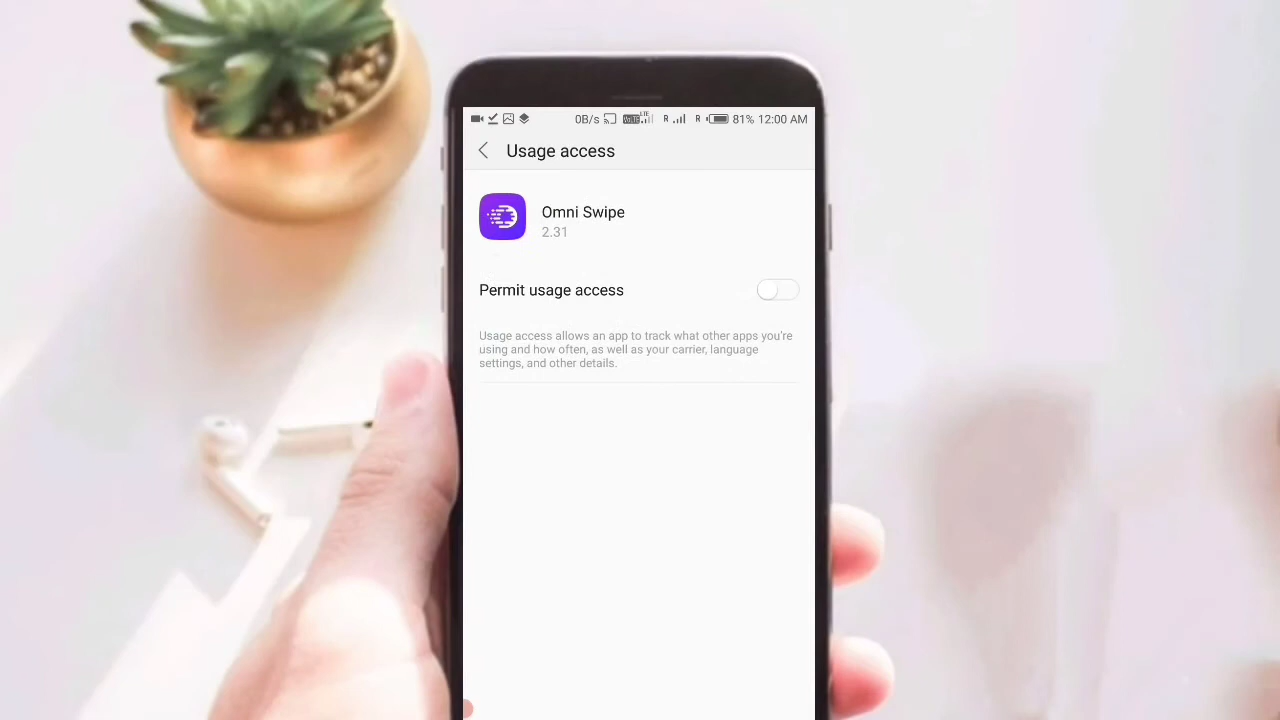 0B/s VoLTE LTE R R 81% 12:00 AM
Usage access
Omni Swipe
2.31
Permit usage access
Usage access allows an app to track what other apps you're
using and how often, as well as your carrier, language
settings, and other details.